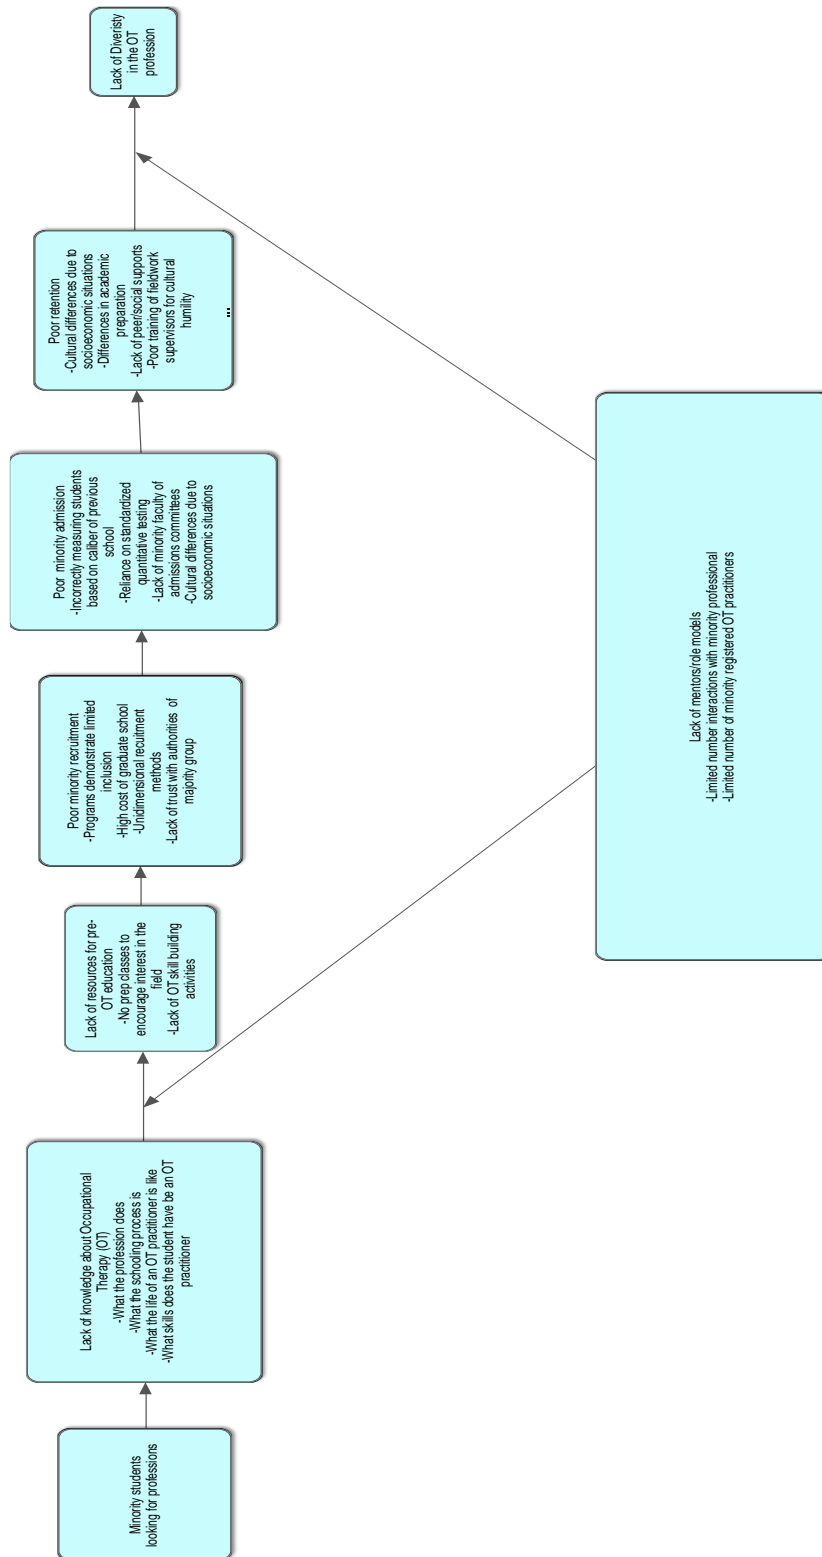 Minority students
looking for professions
Lack of knowledge about Occupational
Therapy (OT)
-What the profession does
-What the schooling process is
-What the life of an OT practitioner is like
-What skills does the student have be an OT
practitioner
Lack of resources for pre-
OT education
-No prep classes to
encourage interest in the
field
-Lack of OT skill building
activities
Poor minority recruitment
-Programs demonstrate limited
inclusion
-High cost of graduate school
-Unidimensional recuitment
methods
-Lack of trust with authorities of
majority group
Poor minority admission
-Incorrectly measuring students
based on caliber of previous
school
-Reliance on standardized
quantitative testing
-Lack of minority faculty of
admissions committees
-Cultural differences due to
socioeconomic situations
Poor retention
-Cultural differences due to
socioeconomic situations
-Differences in academic
preparation
-Lack of peer/social supports
-Poor training of fieldwork
supervisors for cultural
humility
...
Lack of Diveristy
in the OT
profession
Lack of mentors/role models
-Limited number interactions with minority professional
-Limited number of minority registered OT practitioners